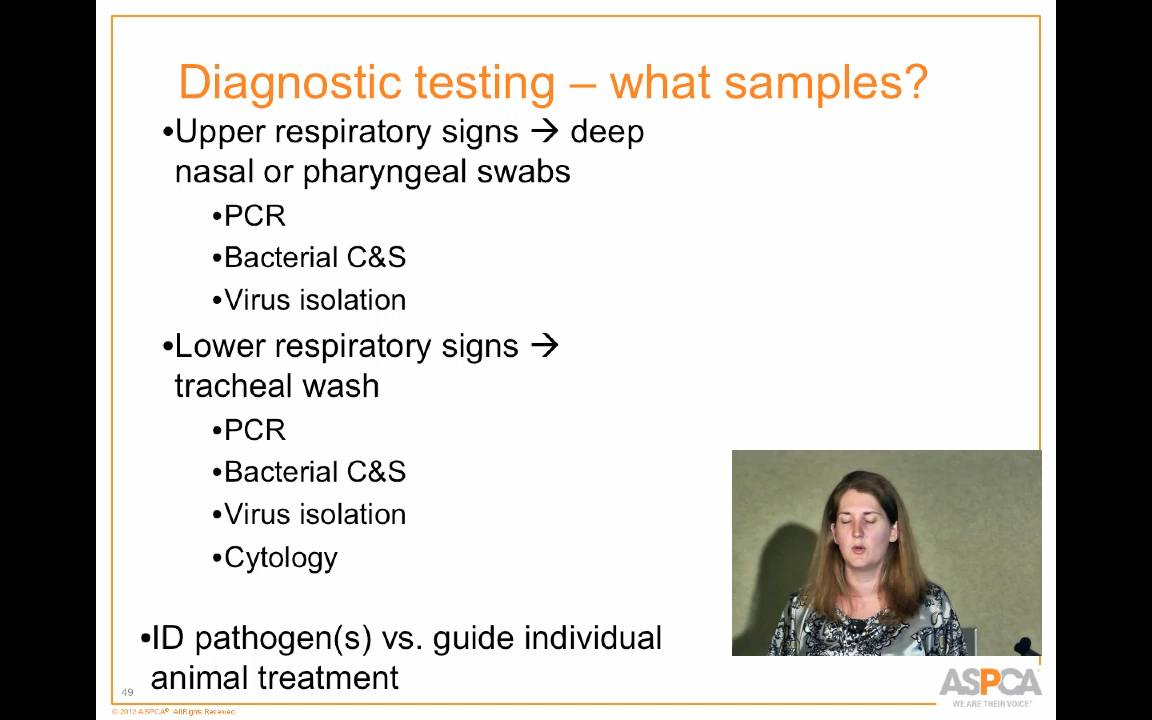 Diagnostic testing – what samples?
•Upper respiratory signs → deep
nasal or pharyngeal swabs
•PCR
•Bacterial C&S
•Virus isolation
•Lower respiratory signs →
tracheal wash
•PCR
•Bacterial C&S
•Virus isolation
•Cytology
•ID pathogen(s) vs. guide individual
animal treatment
49
© 2012 ASPCA® All Rights Reserved.
ASPCA
WE ARE THEIR VOICE®